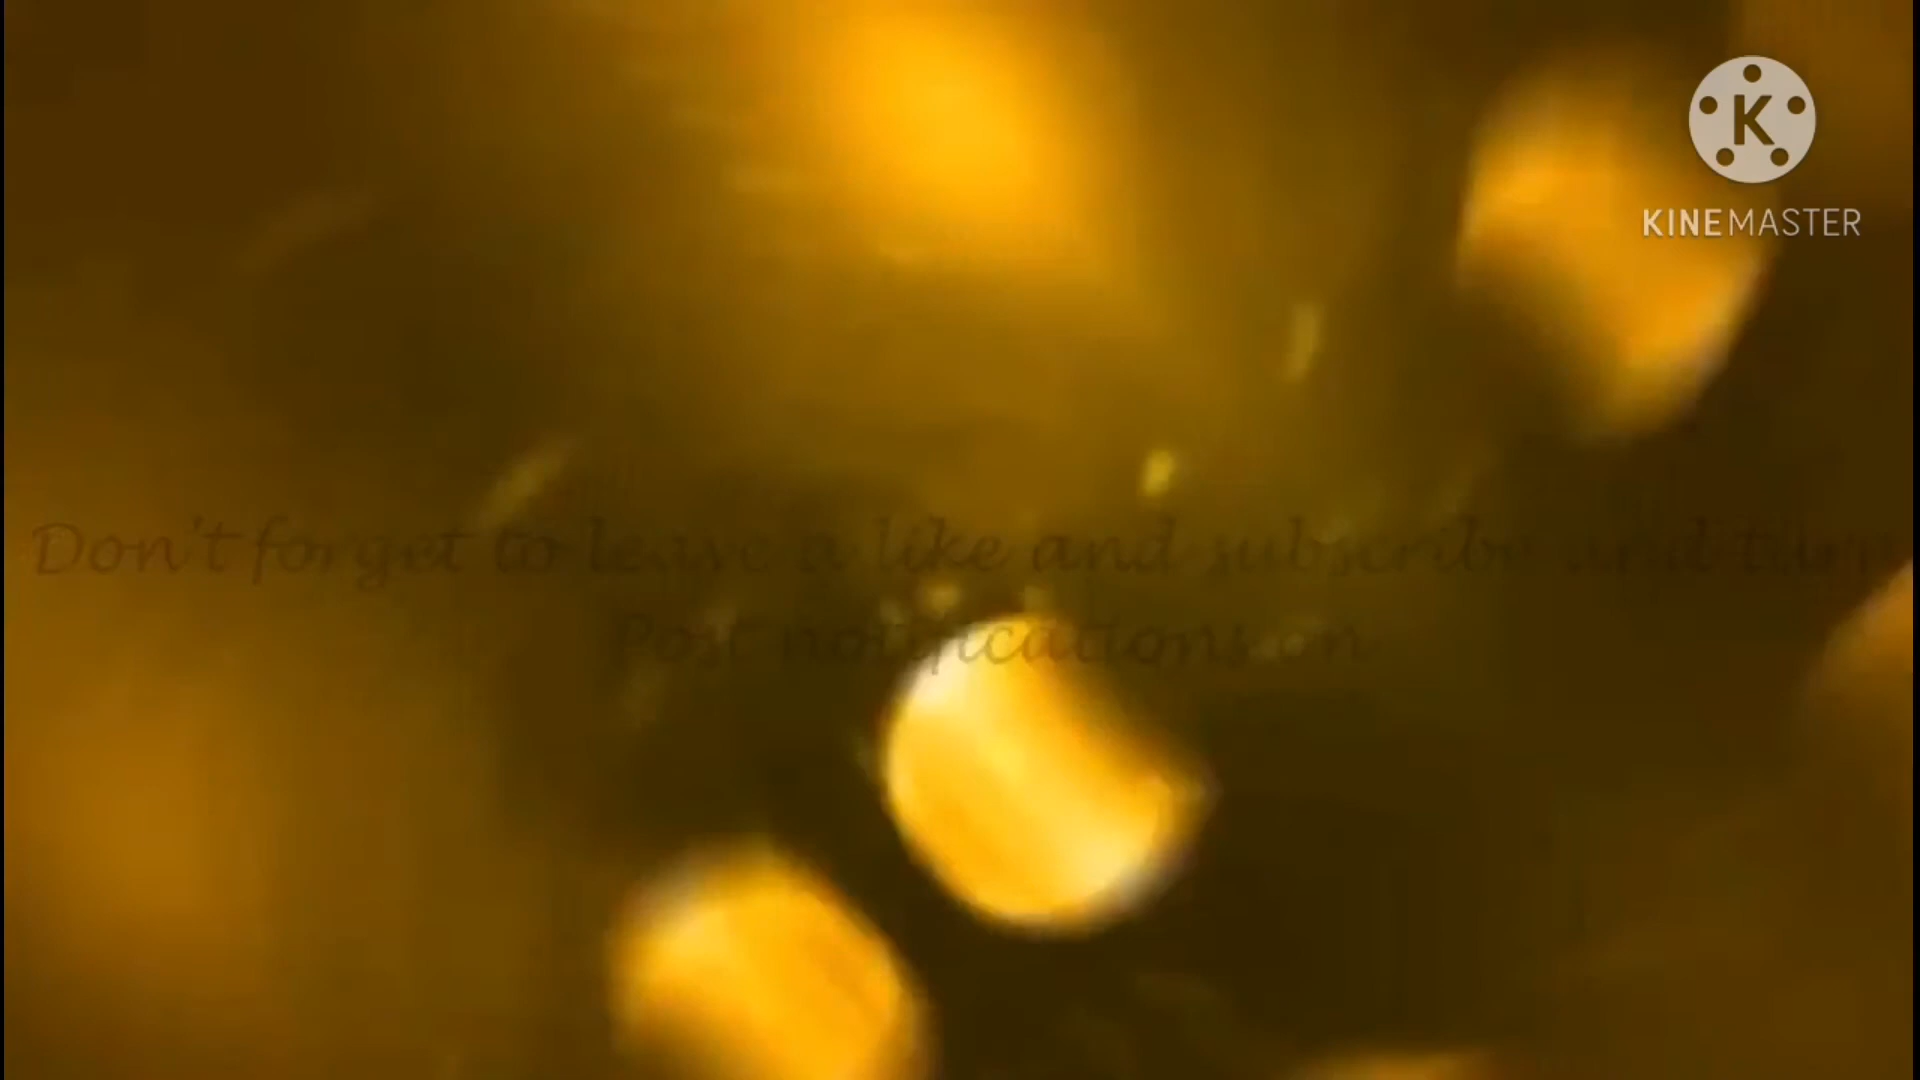 K
KINEMASTER
Don't forget to leave a like and subscribe and turn
Post notifications on